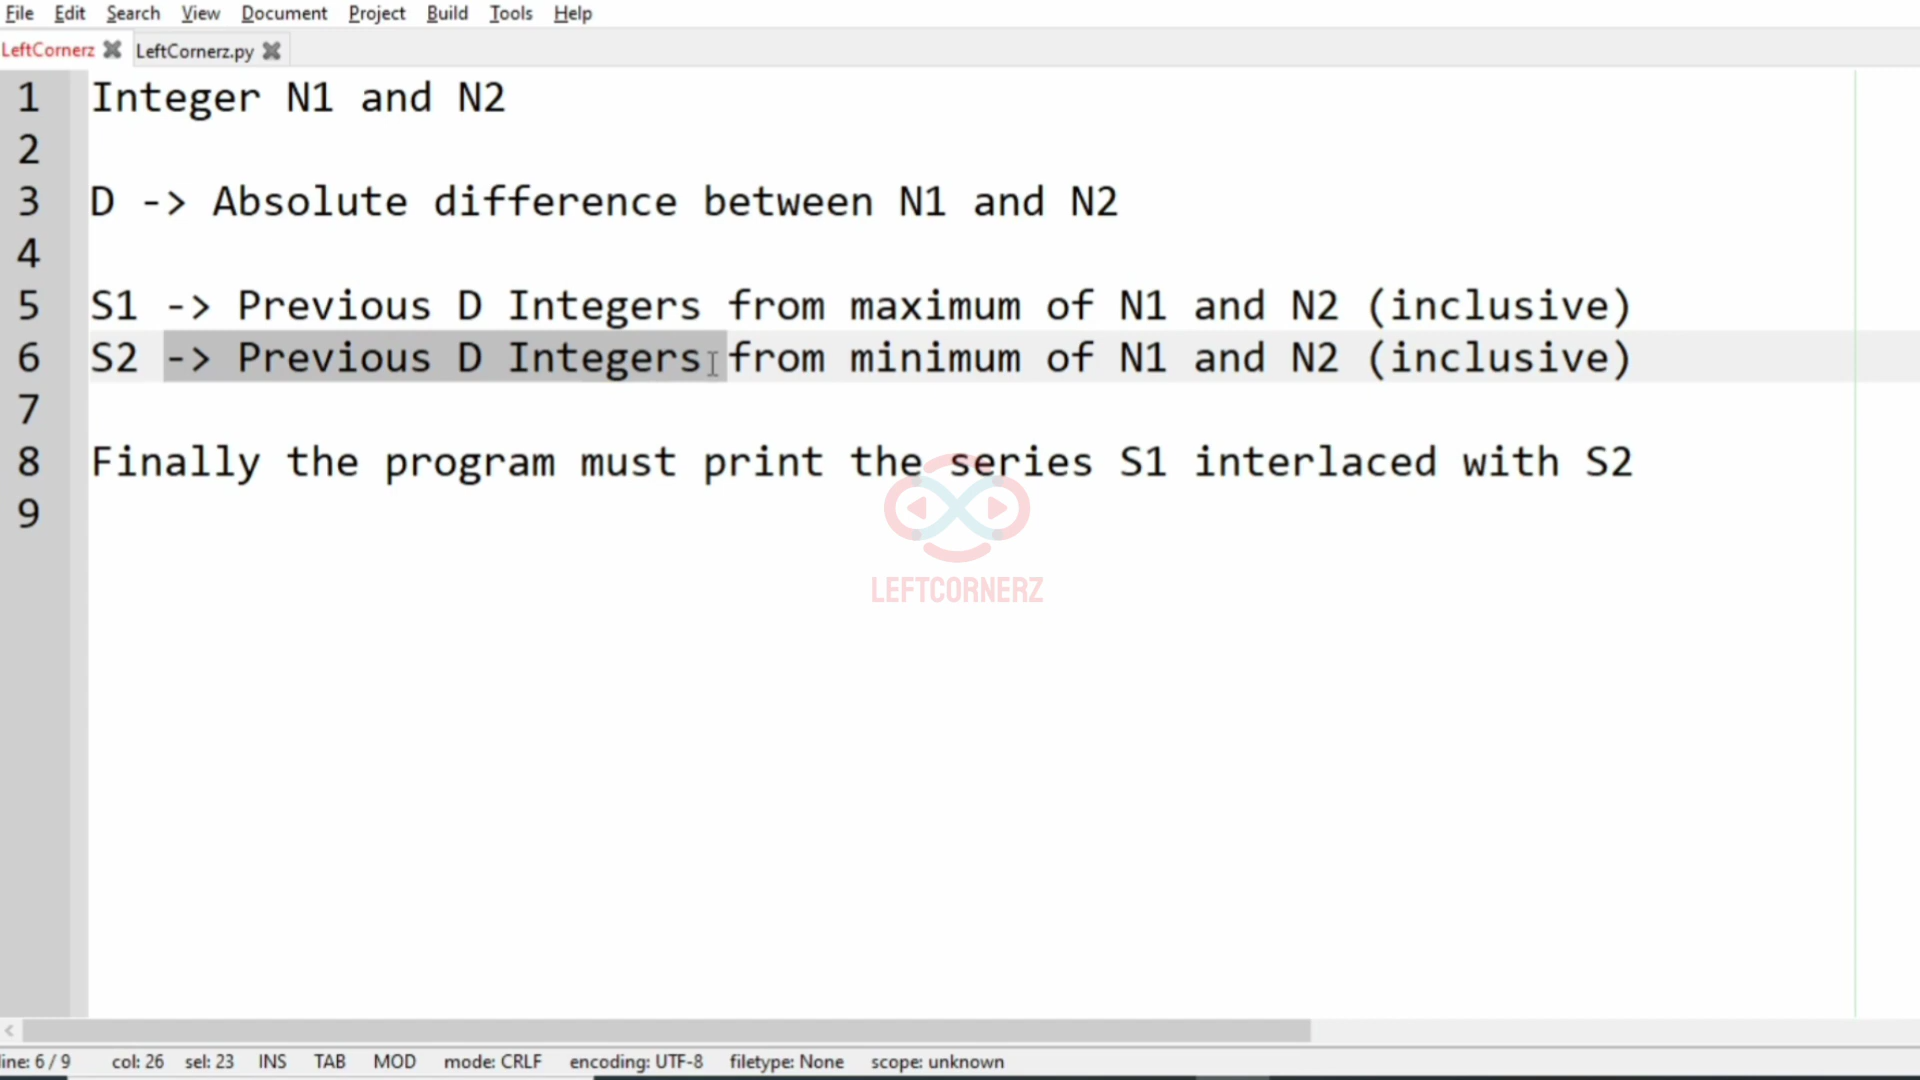 File Edit Search View Document Project Build Tools Help
LeftCornerz LeftCornerz.py
1 Integer N1 and N2
2
3 D -> Absolute difference between N1 and N2
4
5 S1 -> Previous D Integers from maximum of N1 and N2 (inclusive)
6 S2 -> Previous D Integers from minimum of N1 and N2 (inclusive)
7
8 Finally the program must print the series S1 interlaced with S2
9
LEFTCORNERZ
line: 6 / 9 col: 26 sel: 23 INS TAB MOD mode: CRLF encoding: UTF-8 filetype: None scope: unknown